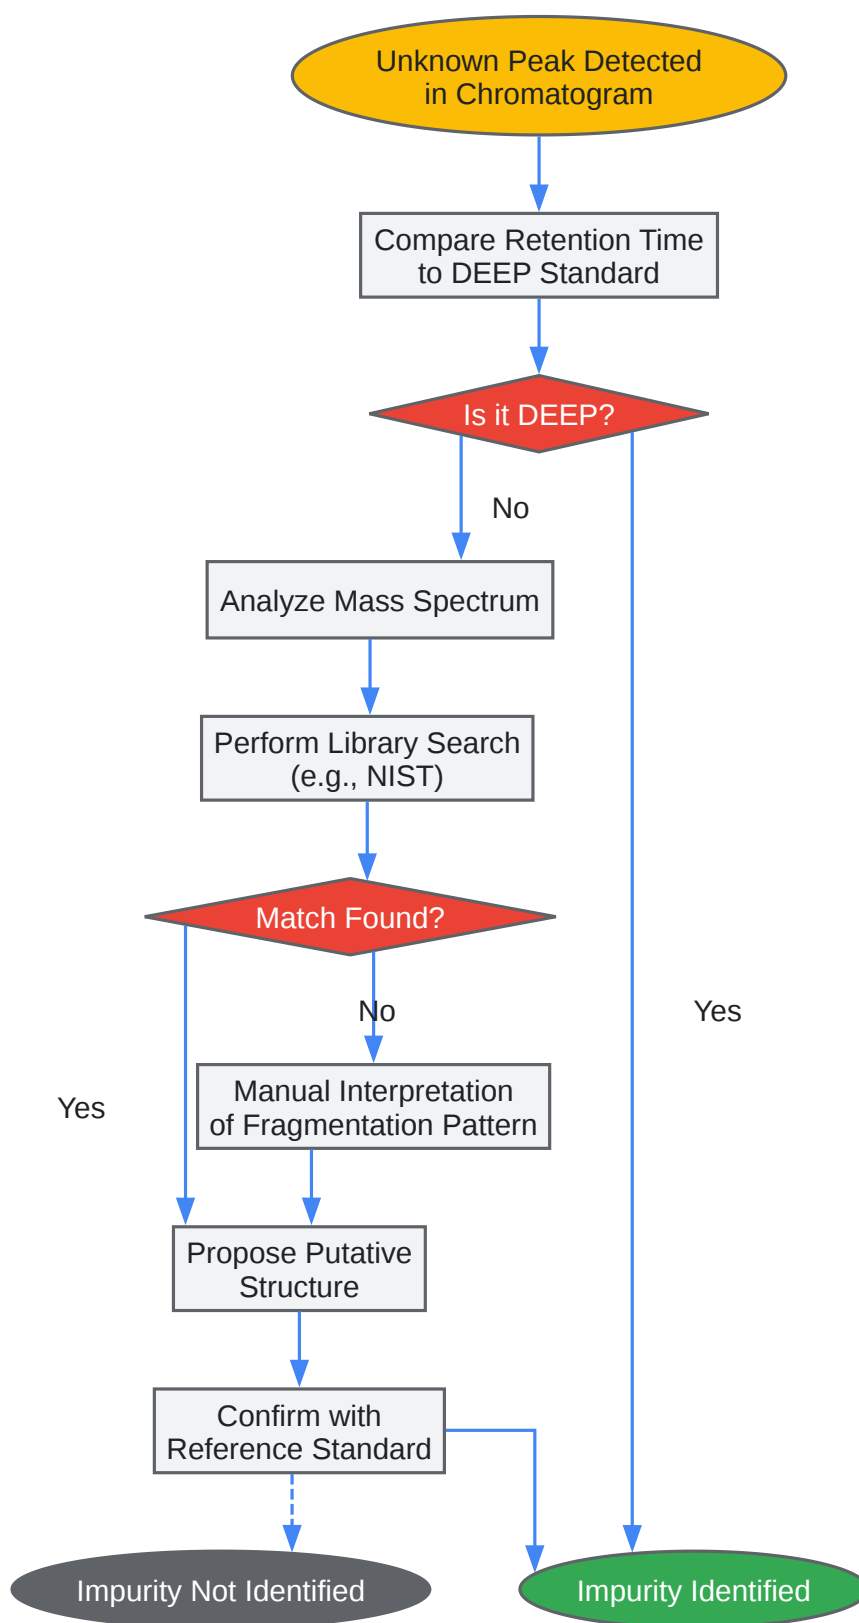 Unknown Peak Detected
in Chromatogram
Compare Retention Time
to DEEP Standard
Is it DEEP?
No
Analyze Mass Spectrum
Perform Library Search
(e.g., NIST)
Match Found?
No
Yes
Manual Interpretation
of Fragmentation Pattern
Yes
Propose Putative
Structure
Confirm with
Reference Standard
Impurity Not Identified
Impurity Identified